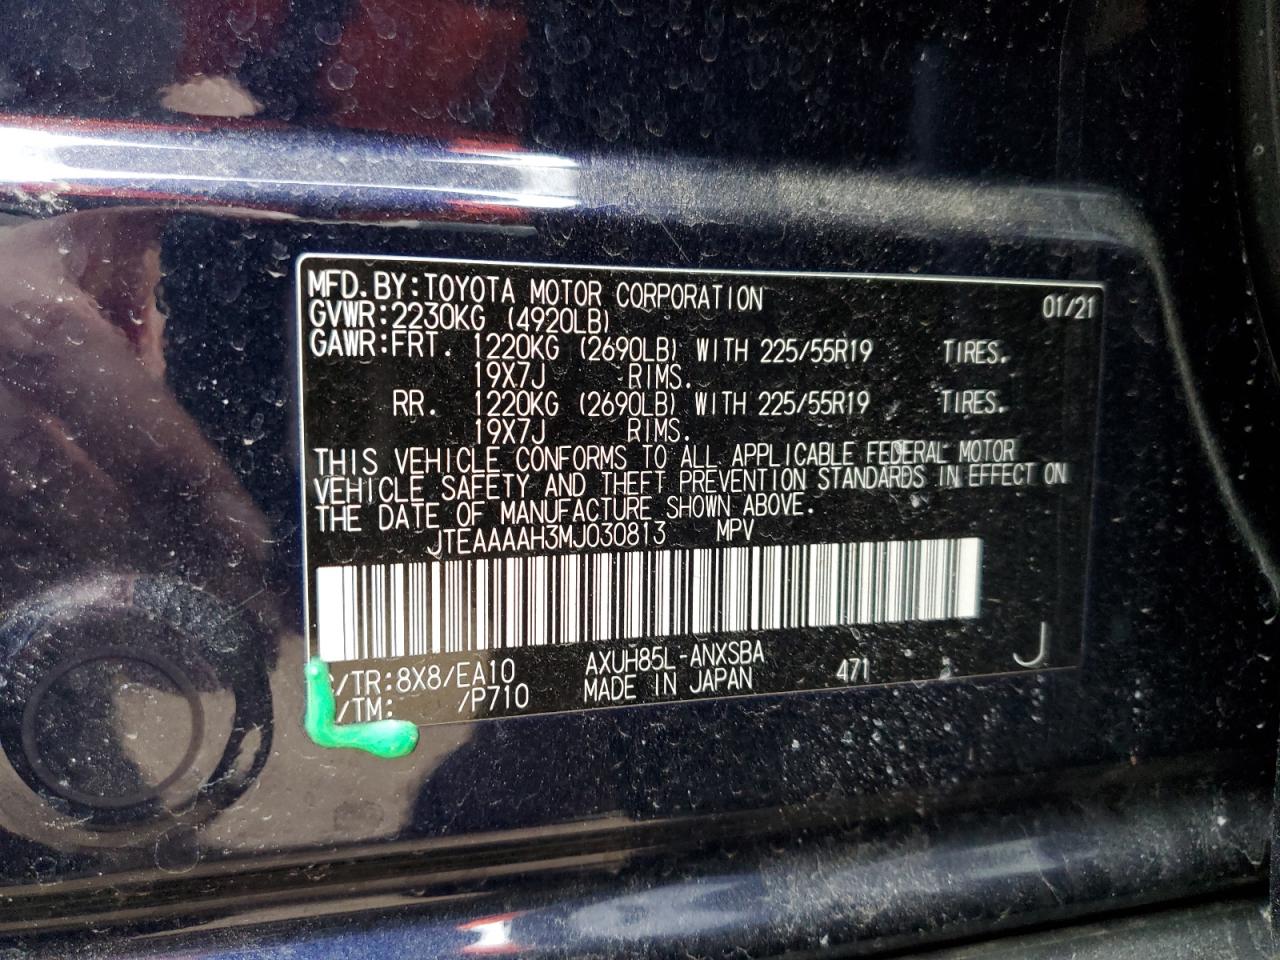 MFD. BY: TOYOTA MOTOR CORPORATION 01/21
GVWR: 2230KG (4920LB)
GAWR: FRT. 1220KG (2690LB) WITH 225/55R19 TIRES.
19X7J RIMS.
RR. 1220KG (2690LB) WITH 225/55R19 TIRES.
19X7J RIMS.
THIS VEHICLE CONFORMS TO ALL APPLICABLE FEDERAL MOTOR
VEHICLE SAFETY AND THEFT PREVENTION STANDARDS IN EFFECT ON
THE DATE OF MANUFACTURE SHOWN ABOVE.
JTEAAAAH3MJ030813 MPV
/TR: 8X8/EA10 AXUH85L-ANXSBA 471 J
/TM: /P710 MADE IN JAPAN